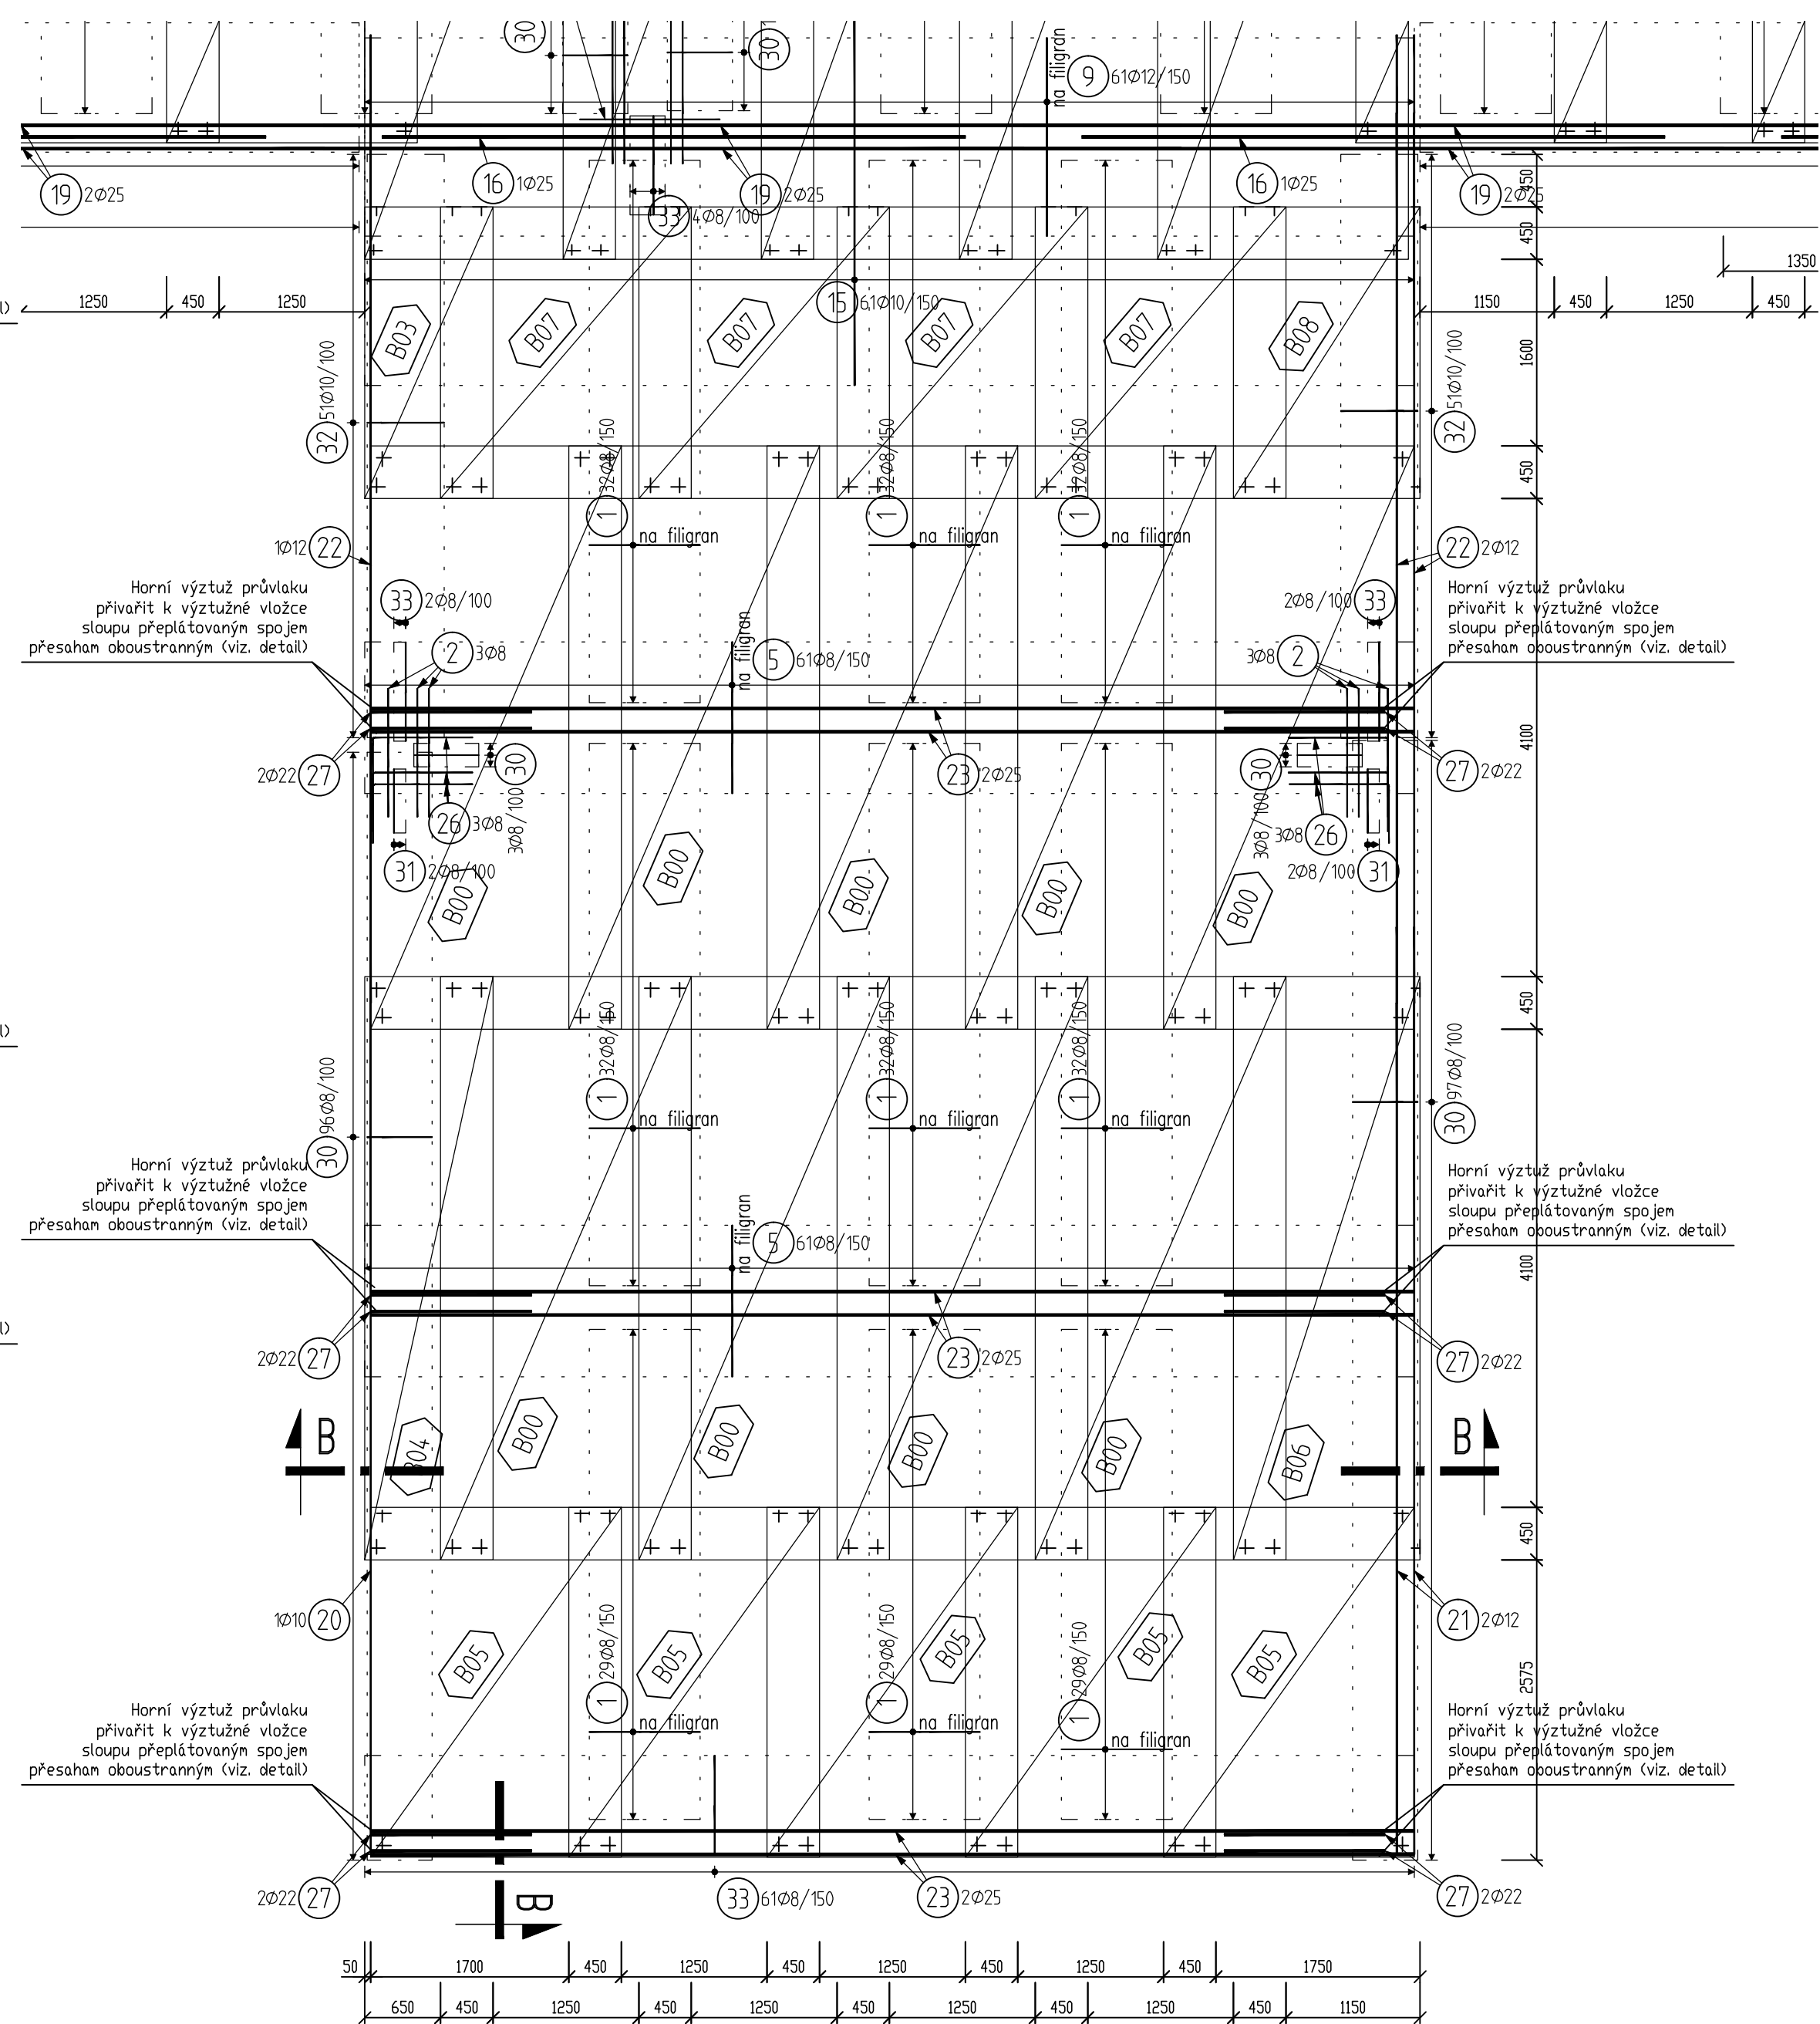 30
30
na filigran
9 61Ø12/150
19 2Ø25
16 1Ø25
19 2Ø25
16 1Ø25
19 2Ø25
33 4Ø8/100
450
450
1350
1250 450 1250
15 61Ø10/150
1150 450 1250 450
B03
B07
B07
B07
B07
B08
32 51Ø10/100
32 51Ø10/100
1600
450
1 32Ø8/150
1 32Ø8/150
1 32Ø8/150
na filigran
na filigran
na filigran
1Ø12 22
22 2Ø12
Horní výztuž průvlaku
přivařit k výztužné vložce
sloupu přeplátovaným spojem
přesaham oboustranným (viz. detail)
33 2Ø8/100
2 3Ø8
na filigran
5 61Ø8/150
2Ø8/100 33
3Ø8 2
Horní výztuž průvlaku
přivařit k výztužné vložce
sloupu přeplátovaným spojem
přesaham oboustranným (viz. detail)
4100
2Ø22 27
30
3Ø8/100
26 3Ø8
31 2Ø8/100
23 2Ø25
30
3Ø8/100
3Ø8 26
2Ø8/100 31
27 2Ø22
B00
B00
B00
B00
B00
450
1 32Ø8/150
1 32Ø8/150
1 32Ø8/150
na filigran
na filigran
na filigran
30 96Ø8/100
30 97Ø8/100
Horní výztuž průvlaku
přivařit k výztužné vložce
sloupu přeplátovaným spojem
přesaham oboustranným (viz. detail)
na filigran
5 61Ø8/150
Horní výztuž průvlaku
přivařit k výztužné vložce
sloupu přeplátovaným spojem
přesaham oboustranným (viz. detail)
4100
2Ø22 27
23 2Ø25
27 2Ø22
B
B
B04
B00
B00
B00
B00
B06
450
1Ø10 20
21 2Ø12
B05
B05
B05
B05
B05
1 29Ø8/150
1 29Ø8/150
1 29Ø8/150
na filigran
na filigran
na filigran
2575
Horní výztuž průvlaku
přivařit k výztužné vložce
sloupu přeplátovaným spojem
přesaham oboustranným (viz. detail)
Horní výztuž průvlaku
přivařit k výztužné vložce
sloupu přeplátovaným spojem
přesaham oboustranným (viz. detail)
2Ø22 27
B
33 61Ø8/150
23 2Ø25
27 2Ø22
50 1700 450 1250 450 1250 450 1250 450 1750
650 450 1250 450 1250 450 1250 450 1250 450 1150